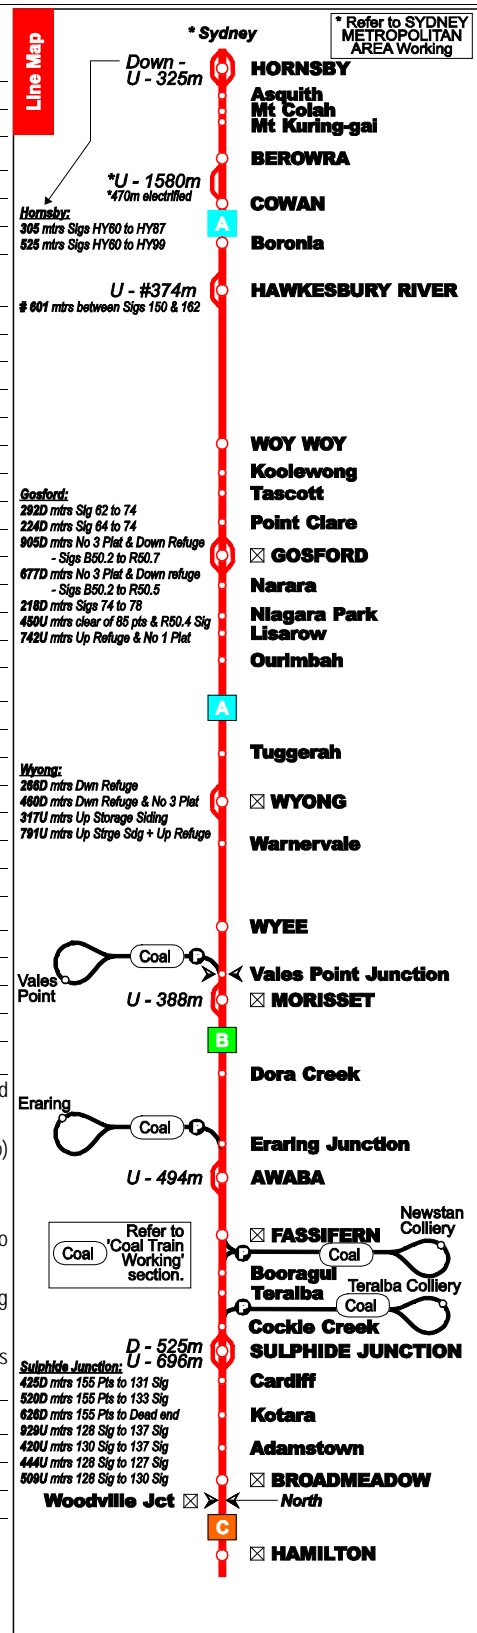 * Sydney
* Refer to SYDNEY
METROPOLITAN
AREA Working
Line Map
Down -
U - 325m
HORNSBY
Asquith
Mt Colah
Mt Kuring-gai
BEROWRA
*U - 1580m
*470m electrified
COWAN
Hornsby:
305 mtrs Sigs HY60 to HY87
525 mtrs Sigs HY60 to HY99
A
Boronia
U - #374m
HAWKESBURY RIVER
# 601 mtrs between Sigs 150 & 162
WOY WOY
Koolewong
Tascott
Point Clare
Gosford:
292D mtrs Sig 62 to 74
224D mtrs Sig 64 to 74
905D mtrs No 3 Plat & Down Refuge
- Sigs B50.2 to R50.7
677D mtrs No 3 Plat & Down refuge
- Sigs B50.2 to R50.5
218D mtrs Sigs 74 to 78
450U mtrs clear of 85 pts & R50.4 Sig
742U mtrs Up Refuge & No 1 Plat
GOSFORD
Narara
Niagara Park
Lisarow
Ourimbah
A
Tuggerah
Wyong:
266D mtrs Dwn Refuge
460D mtrs Dwn Refuge & No 3 Plat
317U mtrs Up Storage Siding
791U mtrs Up Strge Sdg + Up Refuge
WYONG
Warnervale
WYEE
Coal
P
Vales
Point
Vales Point Junction
U - 388m
MORISSET
B
Dora Creek
d
Eraring
Coal
P
o)
Eraring Junction
U - 494m
AWABA
Refer to
'Coal Train
Working'
section.
Coal
FASSIFERN
Newstan
Colliery
P
Coal
o
Booragul
Teralba
Teralba Colliery
P
Coal
g
Cockle Creek
D - 525m
U - 696m
SULPHIDE JUNCTION
s
Sulphide Junction:
425D mtrs 155 Pts to 131 Sig
520D mtrs 155 Pts to 133 Sig
626D mtrs 155 Pts to Dead end
929U mtrs 128 Sig to 137 Sig
420U mtrs 130 Sig to 137 Sig
444U mtrs 128 Sig to 127 Sig
509U mtrs 128 Sig to 130 Sig
Cardiff
Kotara
Adamstown
BROADMEADOW
Woodville Jct
North
C
HAMILTON